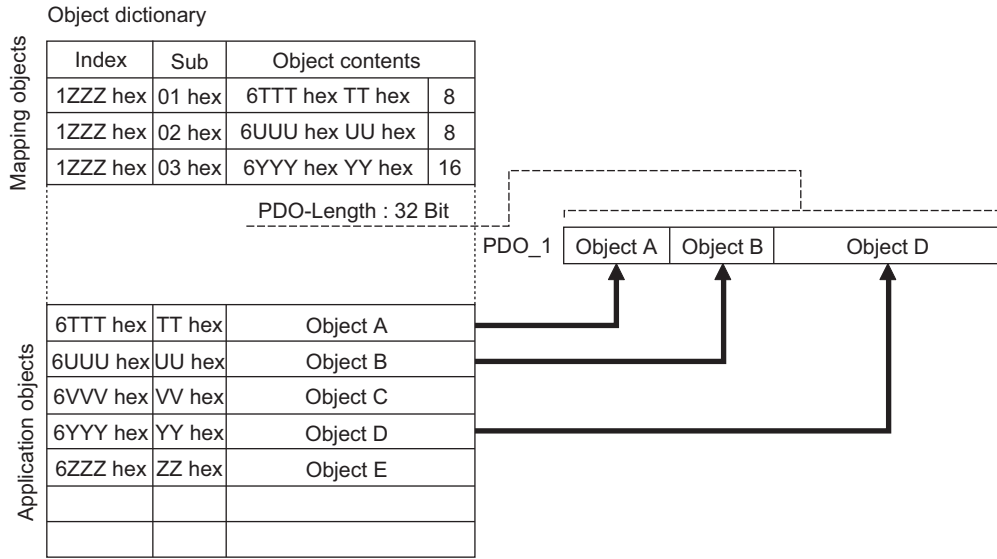 Object dictionary
Mapping objects
Index Sub Object contents
1ZZZ hex 01 hex 6TTT hex TT hex 8
1ZZZ hex 02 hex 6UUU hex UU hex 8
1ZZZ hex 03 hex 6YYY hex YY hex 16
PDO-Length : 32 Bit
PDO_1 Object A Object B Object D
Application objects
6TTT hex TT hex Object A
6UUU hex UU hex Object B
6VVV hex VV hex Object C
6YYY hex YY hex Object D
6ZZZ hex ZZ hex Object E